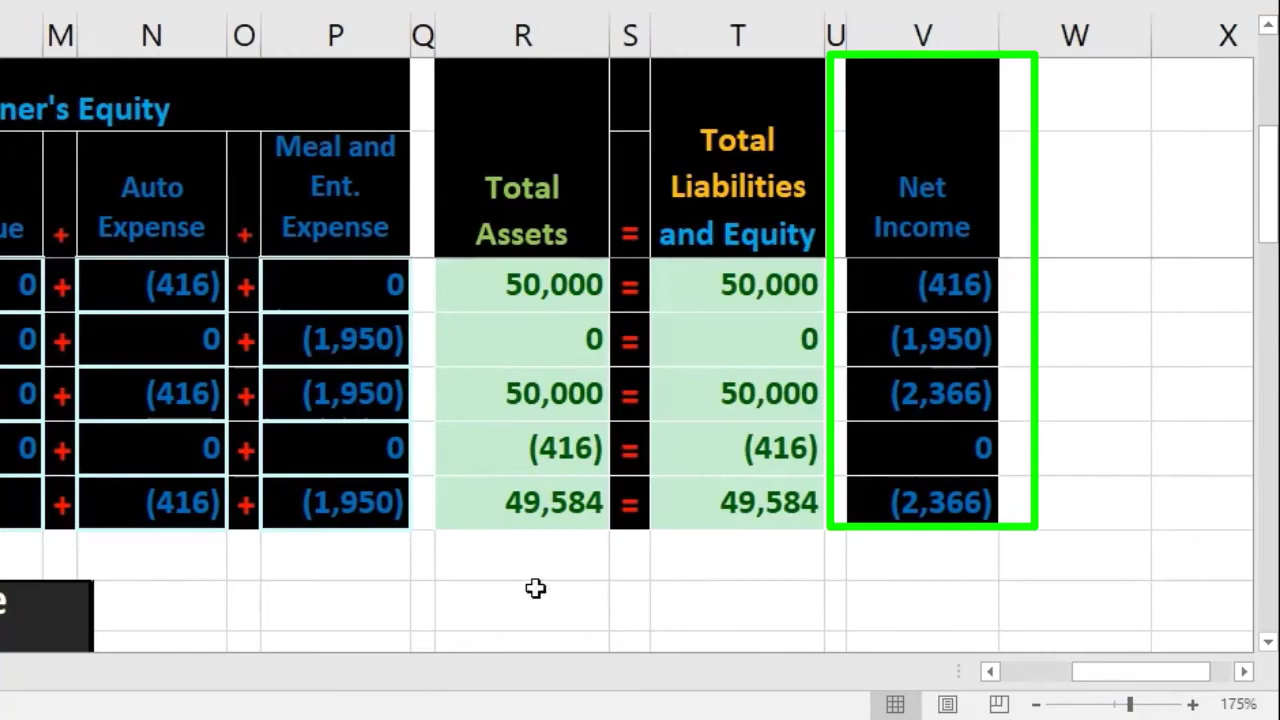 M N O P Q R S T U V W X
ner's Equity
Meal and
Total
Auto Ent. Total Liabilities Net
ue + Expense + Expense Assets = and Equity Income
0 + (416) + 0 50,000 = 50,000 (416)
0 + 0 + (1,950) 0 = 0 (1,950)
0 + (416) + (1,950) 50,000 = 50,000 (2,366)
0 + 0 + 0 (416) = (416) 0
+ (416) + (1,950) 49,584 = 49,584 (2,366)
e
175%